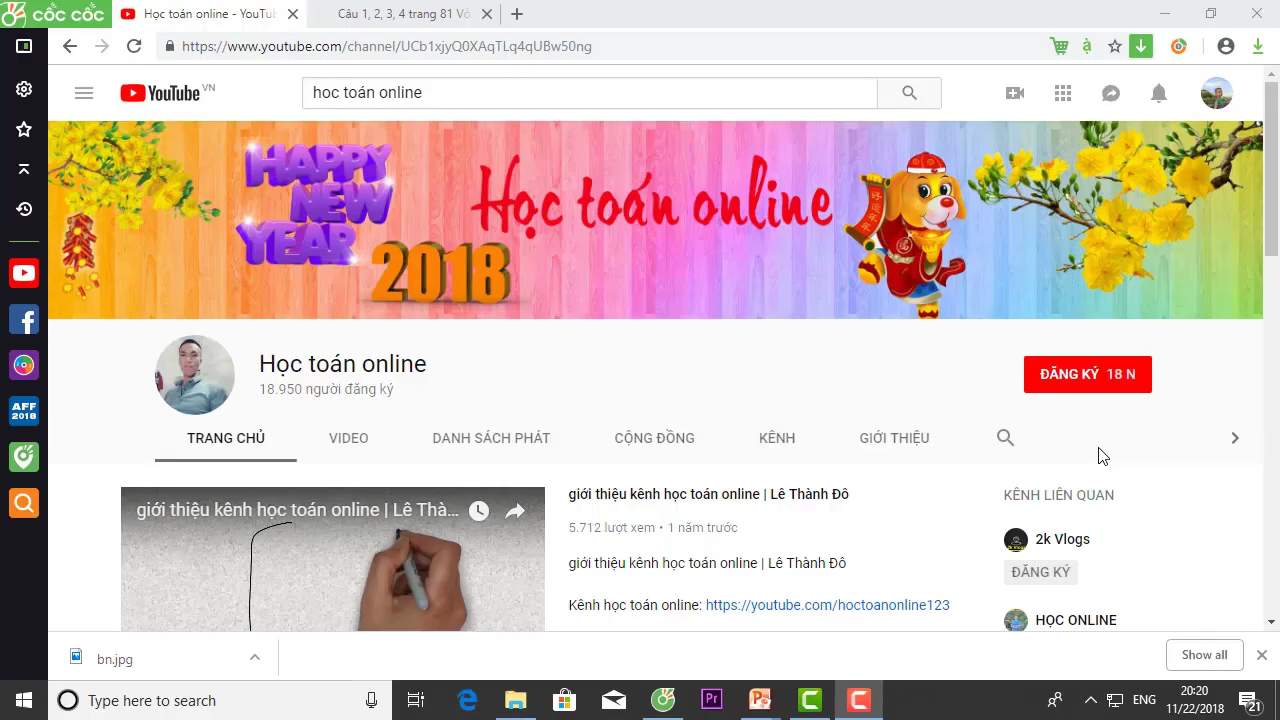 cốc cốc
Học toán online - YouTub
Câu 1, 2, 3, 4 trang 81 Vở
https://www.youtube.com/channel/UCb1xjyQ0XAqTLq4qUBw50ng
YouTube VN
hoc toán online
HAPPY
NEW
YEAR
2018
Học toán online
Học toán online
18.950 người đăng ký
ĐĂNG KÝ 18 N
TRANG CHỦ
VIDEO
DANH SÁCH PHÁT
CỘNG ĐỒNG
KÊNH
GIỚI THIỆU
giới thiệu kênh học toán online | Lê Thà...
giới thiệu kênh học toán online | Lê Thành Đô
5.712 lượt xem • 1 năm trước
giới thiệu kênh học toán online | Lê Thành Đô
Kênh học toán online: https://youtube.com/hoctoanonline123
KÊNH LIÊN QUAN
2k Vlogs
ĐĂNG KÝ
HỌC ONLINE
AFF
2018
bn.jpg
Show all
Type here to search
Pr
ENG
20:20
11/22/2018
21